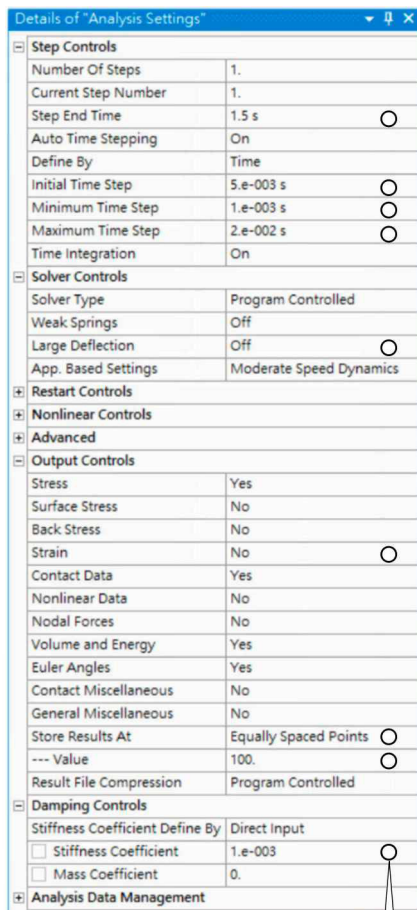 Details of "Analysis Settings"
Step Controls
Number Of Steps 1.
Current Step Number 1.
Step End Time 1.5 s
Auto Time Stepping On
Define By Time
Initial Time Step 5.e-003 s
Minimum Time Step 1.e-003 s
Maximum Time Step 2.e-002 s
Time Integration On
Solver Controls
Solver Type Program Controlled
Weak Springs Off
Large Deflection Off
App. Based Settings Moderate Speed Dynamics
Restart Controls
Nonlinear Controls
Advanced
Output Controls
Stress Yes
Surface Stress No
Back Stress No
Strain No
Contact Data Yes
Nonlinear Data No
Nodal Forces No
Volume and Energy Yes
Euler Angles Yes
Contact Miscellaneous No
General Miscellaneous No
Store Results At Equally Spaced Points
--- Value 100.
Result File Compression Program Controlled
Damping Controls
Stiffness Coefficient Define By Direct Input
Stiffness Coefficient 1.e-003
Mass Coefficient 0.
Analysis Data Management